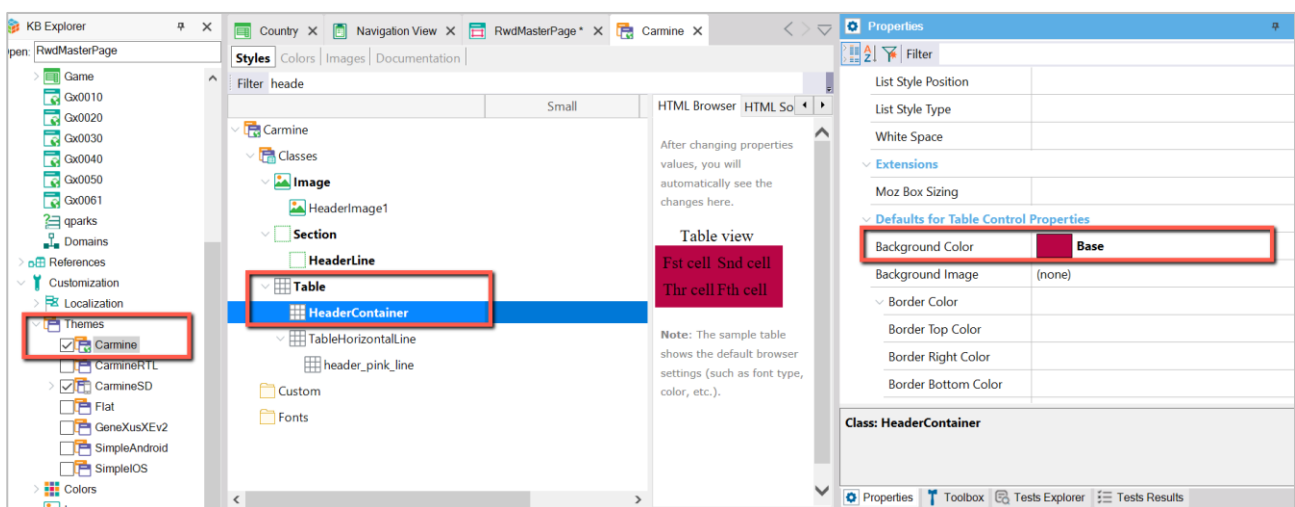 KB Explorer
Open: RwdMasterPage
Game
Gx0010
Gx0020
Gx0030
Gx0040
Gx0050
Gx0061
qparks
Domains
References
Customization
Localization
Themes
Carmine
CarmineRTL
CarmineSD
Flat
GeneXusXEv2
SimpleAndroid
SimpleIOS
Colors
Country
Navigation View
RwdMasterPage *
Carmine
Styles
Colors
Images
Documentation
Filter heade
Small
Carmine
Classes
Image
HeaderImage1
Section
HeaderLine
Table
HeaderContainer
TableHorizontalLine
header_pink_line
Custom
Fonts
HTML Browser HTML So
After changing properties
values, you will
automatically see the
changes here.
Table view
Fst cell Snd cell
Thr cell Fth cell
Note: The sample table
shows the default browser
settings (such as font type,
color, etc.).
Properties
Filter
List Style Position
List Style Type
White Space
Extensions
Moz Box Sizing
Defaults for Table Control Properties
Background Color Base
Background Image (none)
Border Color
Border Top Color
Border Right Color
Border Bottom Color
Class: HeaderContainer
Properties
Toolbox
Tests Explorer
Tests Results